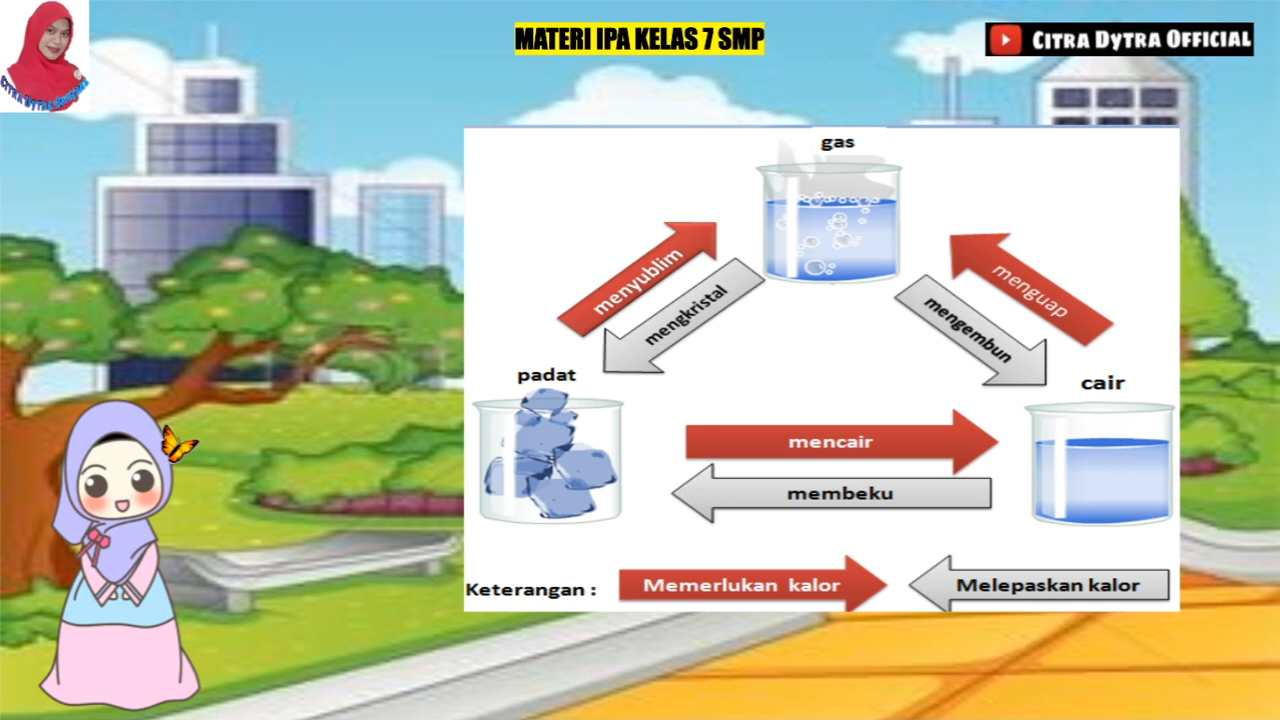 MATERI IPA KELAS 7 SMP
CITRA DYTRA OFFICIAL
gas
menyublim
mengkristal
menguap
mengembun
padat
cair
mencair
membeku
Keterangan :
Memerlukan kalor
Melepaskan kalor